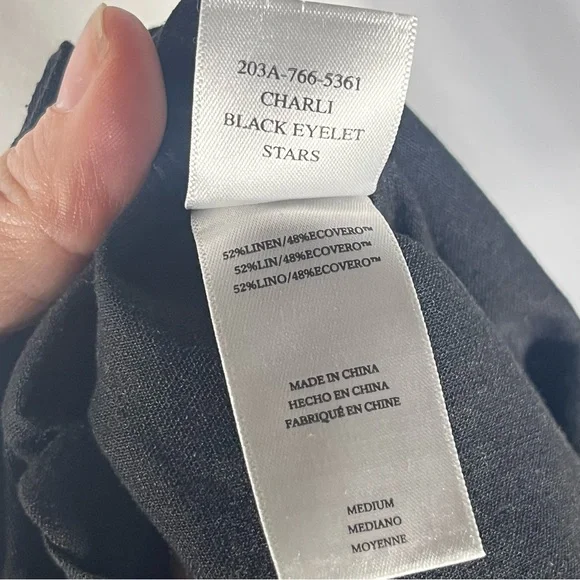 203A-766-5361
CHARLI
BLACK EYELET
STARS
52%LINEN/48%ECOVERO™
52%LIN/48%ECOVERO™
52%LINO/48%ECOVERO™
MADE IN CHINA
HECHO EN CHINA
FABRIQUÉ EN CHINE
MEDIUM
MEDIANO
MOYENNE